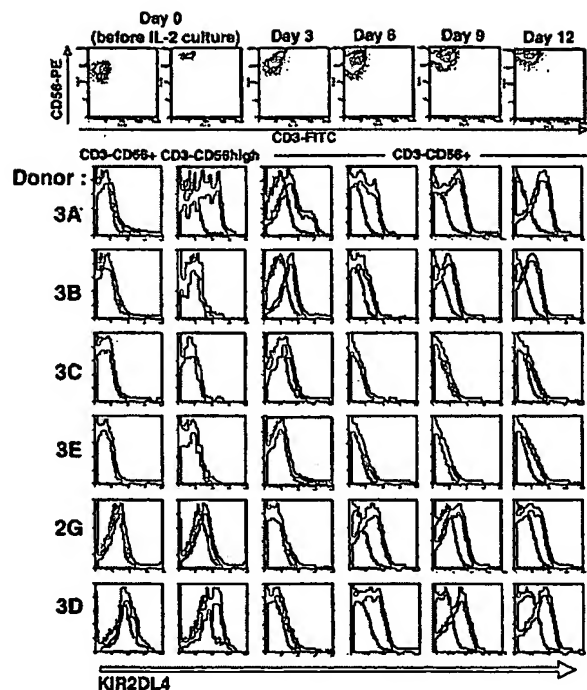 Day 0
(before IL-2 culture) Day 3 Day 6 Day 9 Day 12
CD56-PE
CD3-FITC
CD3-CD56+ CD3-CD56high CD3-CD56+
Donor :
3A
3B
3C
3E
2G
3D
KIR2DL4